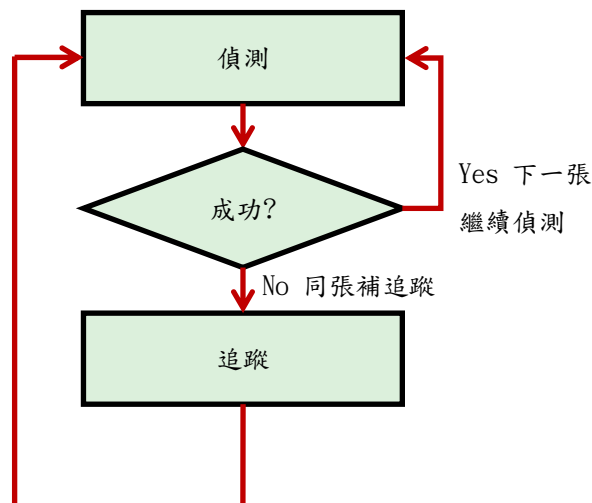 偵測
成功?
Yes 下一張
繼續偵測
No 同張補追蹤
追蹤